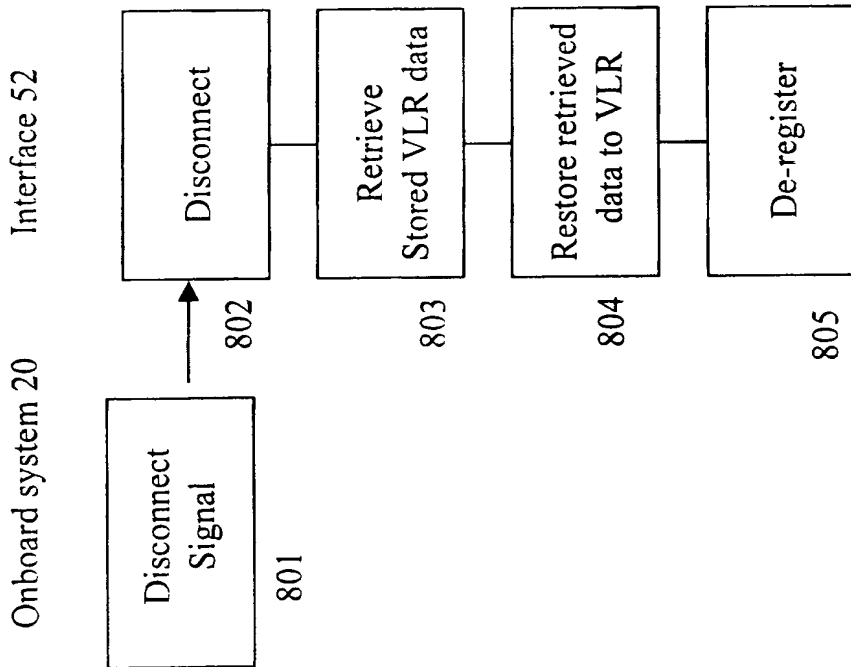 Onboard system 20
Interface 52
Disconnect
Signal
801
Disconnect
802
Retrieve
Stored VLR data
803
Restore retrieved
data to VLR
804
De-register
805